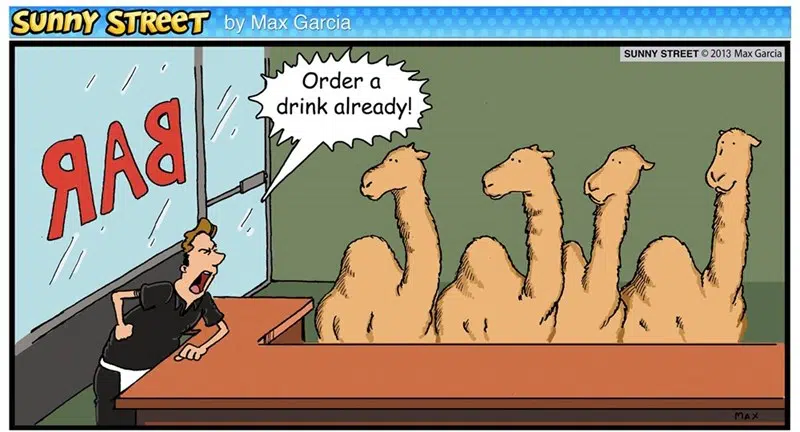 SUNNY STREET by Max Garcia
SUNNY STREET © 2013 Max Garcia
Order a
drink already!
BAR
MAX